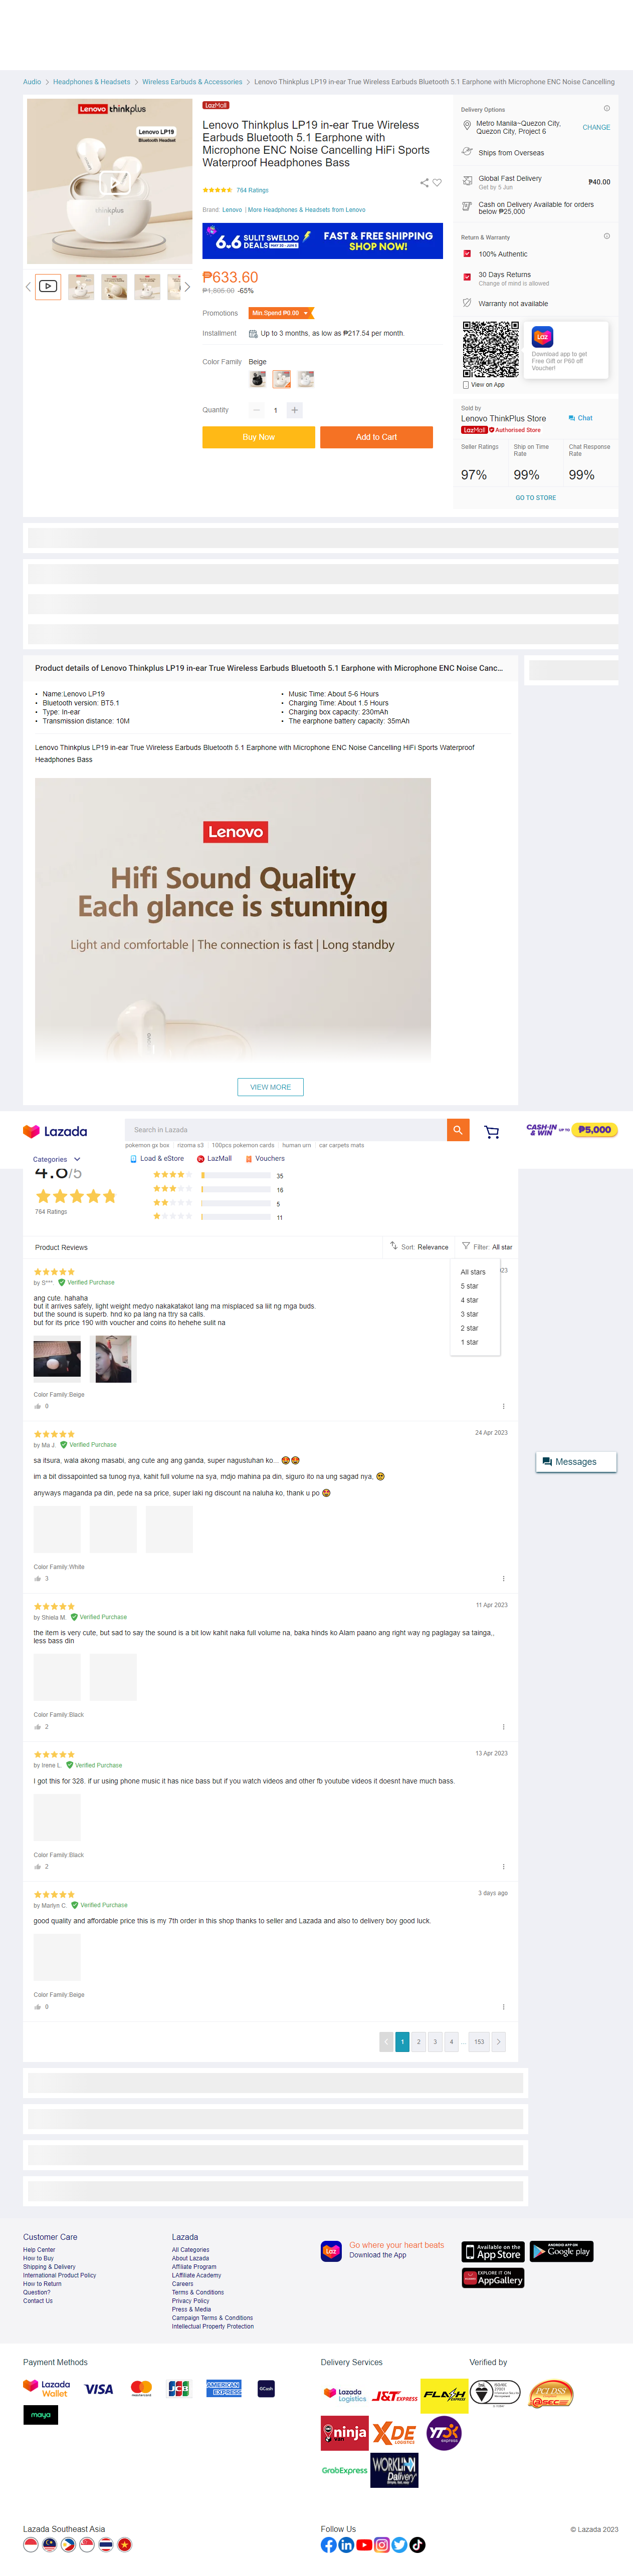 Audio > Headphones & Headsets > Wireless Earbuds & Accessories > Lenovo Thinkplus LP19 in-ear True Wireless Earbuds Bluetooth 5.1 Earphone with Microphone ENC Noise Cancelling
Lenovo thinkplus
Lenovo LP19
Bluetooth Headset
thinkplus
LazMall
Lenovo Thinkplus LP19 in-ear True Wireless
Earbuds Bluetooth 5.1 Earphone with
Microphone ENC Noise Cancelling HiFi Sports
Waterproof Headphones Bass
764 Ratings
Brand: Lenovo | More Headphones & Headsets from Lenovo
6.6 SULIT SWELDO DEALS
FAST & FREE SHIPPING
SHOP NOW!
₱633.60
₱1,805.00 -65%
Promotions Min.Spend ₱0.00
Installment Up to 3 months, as low as ₱217.54 per month.
Color Family Beige
Quantity 1
Buy Now Add to Cart
Delivery Options
Metro Manila~Quezon City, CHANGE
Quezon City, Project 6
Ships from Overseas
Global Fast Delivery ₱40.00
Get by 5 Jun
Cash on Delivery Available for orders
below ₱25,000
Return & Warranty
100% Authentic
30 Days Returns
Change of mind is allowed
Warranty not available
Laz
Download app to get
Free Gift or P60 off
Voucher!
View on App
Sold by
Lenovo ThinkPlus Store Chat
LazMall Authorised Store
Seller Ratings Ship on Time Rate Chat Response Rate
97% 99% 99%
GO TO STORE
Product details of Lenovo Thinkplus LP19 in-ear True Wireless Earbuds Bluetooth 5.1 Earphone with Microphone ENC Noise Canc...
Name:Lenovo LP19
Bluetooth version: BT5.1
Type: In-ear
Transmission distance: 10M
Music Time: About 5-6 Hours
Charging Time: About 1.5 Hours
Charging box capacity: 230mAh
The earphone battery capacity: 35mAh
Lenovo Thinkplus LP19 in-ear True Wireless Earbuds Bluetooth 5.1 Earphone with Microphone ENC Noise Cancelling HiFi Sports Waterproof
Headphones Bass
Lenovo
Hifi Sound Quality
Each glance is stunning
Light and comfortable | The connection is fast | Long standby
VIEW MORE
Lazada
Search in Lazada
CASH-IN & WIN UP TO ₱5,000
pokemon gx box rizoma s3 100pcs pokemon cards human urn car carpets mats
Categories Load & eStore LazMall Vouchers
4.8/5
764 Ratings
35
16
5
11
Product Reviews Sort: Relevance Filter: All star
All stars
5 star
4 star
3 star
2 star
1 star
by S***. Verified Purchase
ang cute. hahaha
but it arrives safely, light weight medyo nakakatakot lang ma misplaced sa liit ng mga buds.
but the sound is superb. hnd ko pa lang na ttry sa calls.
but for its price 190 with voucher and coins ito hehehe sulit na
Color Family:Beige
0
24 Apr 2023
by Ma J. Verified Purchase
sa itsura, wala akong masabi, ang cute ang ang ganda, super nagustuhan ko... 😍😍
im a bit dissapointed sa tunog nya, kahit full volume na sya, mdjo mahina pa din, siguro ito na ung sagad nya,
anyways maganda pa din, pede na sa price, super laki ng discount na naluha ko, thank u po
Color Family:White
3
11 Apr 2023
by Shiela M. Verified Purchase
the item is very cute, but sad to say the sound is a bit low kahit naka full volume na, baka hinds ko Alam paano ang right way ng paglagay sa tainga,,
less bass din
Color Family:Black
2
13 Apr 2023
by Irene L. Verified Purchase
I got this for 328. if ur using phone music it has nice bass but if you watch videos and other fb youtube videos it doesnt have much bass.
Color Family:Black
2
3 days ago
by Marlyn C. Verified Purchase
good quality and affordable price this is my 7th order in this shop thanks to seller and Lazada and also to delivery boy good luck.
Color Family:Beige
0
1 2 3 4 ... 153
Messages
Customer Care
Help Center
How to Buy
Shipping & Delivery
International Product Policy
How to Return
Question?
Contact Us
Lazada
All Categories
About Lazada
Affiliate Program
LAffiliate Academy
Careers
Terms & Conditions
Privacy Policy
Press & Media
Campaign Terms & Conditions
Intellectual Property Protection
Laz
Go where your heart beats
Download the App
Available on the App Store
ANDROID APP ON Google play
EXPLORE IT ON AppGallery
Payment Methods
Lazada Wallet
VISA
mastercard
JCB
AMERICAN EXPRESS
GCash
maya
Delivery Services
Lazada Logistics
J&T EXPRESS
FLASH express
ninja van
XDE LOGISTICS
YTO express
GrabExpress
WORKLINK Delivery
Verified by
PCI DSS
@SEC
Lazada Southeast Asia
Follow Us
© Lazada 2023